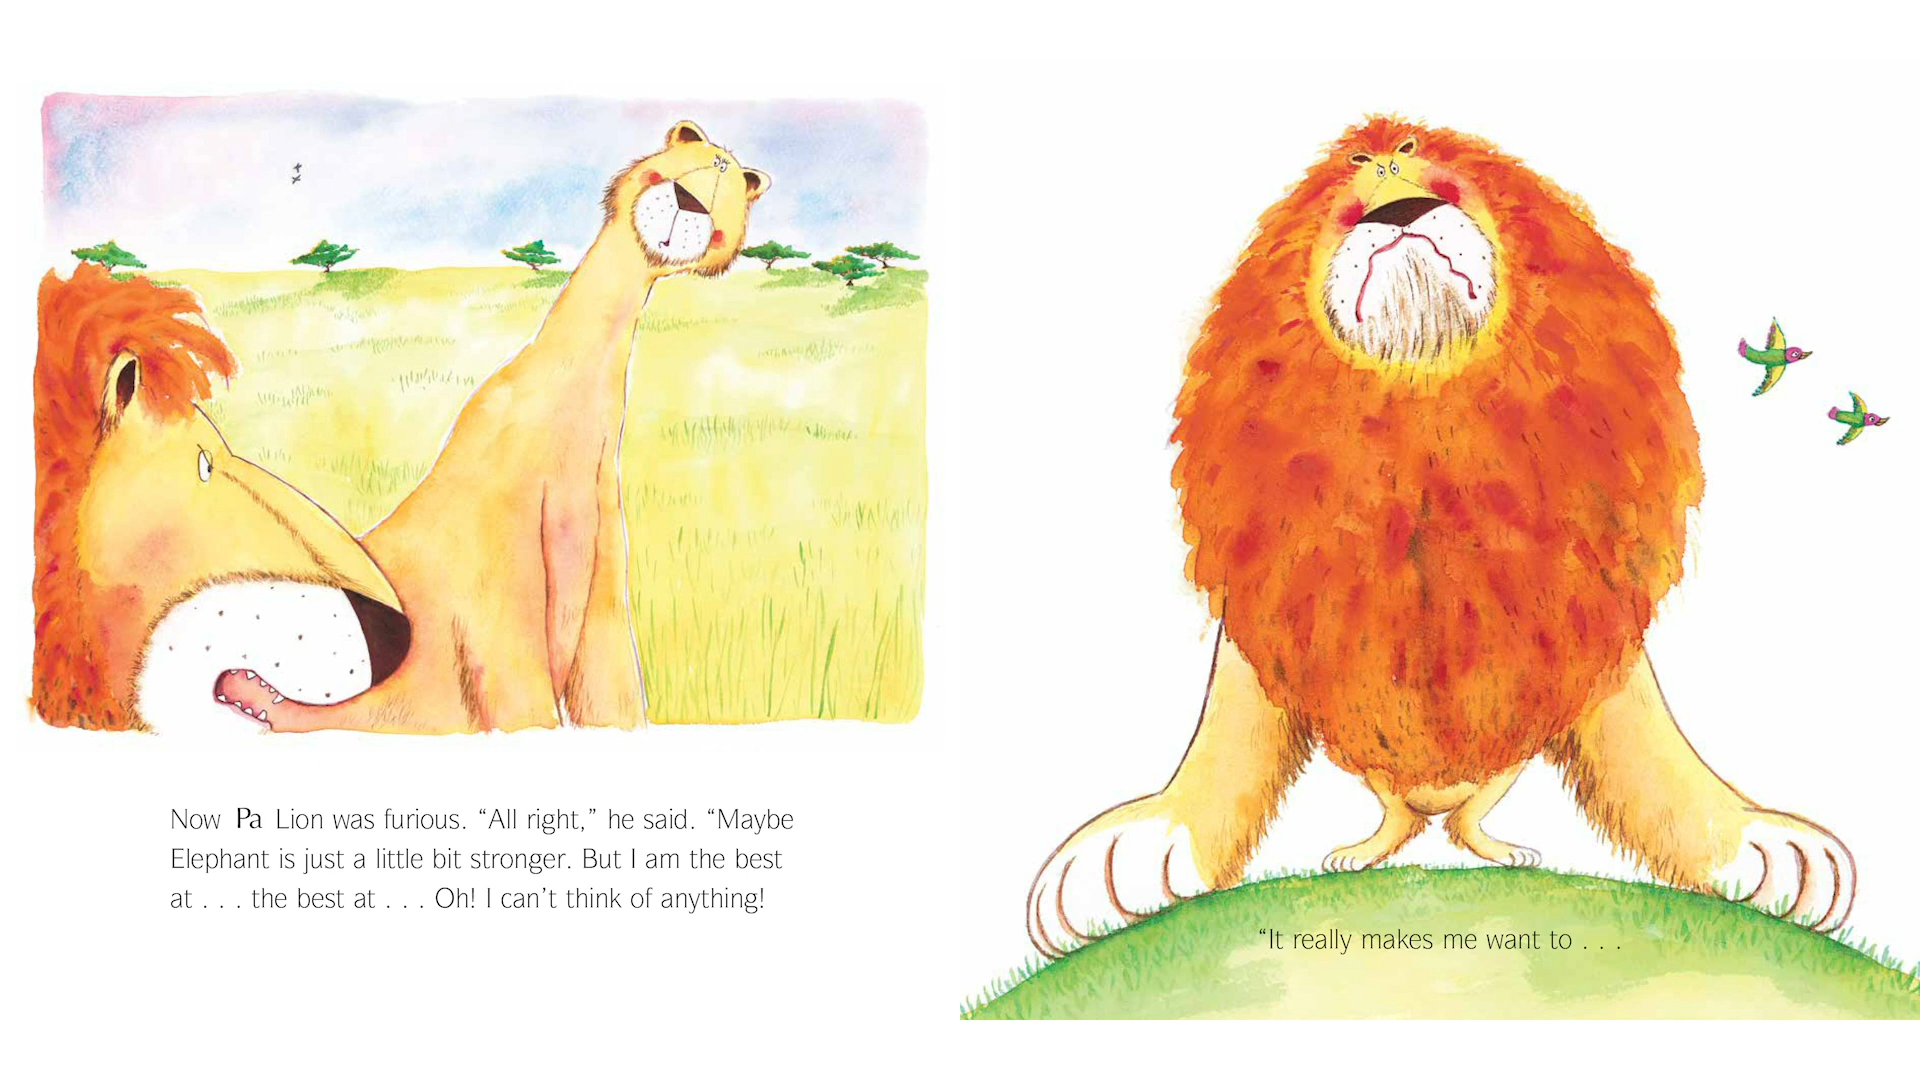 Now Pa Lion was furious. “All right,” he said. “Maybe
Elephant is just a little bit stronger. But I am the best
at . . . the best at . . . Oh! I can’t think of anything!
“It really makes me want to . . .